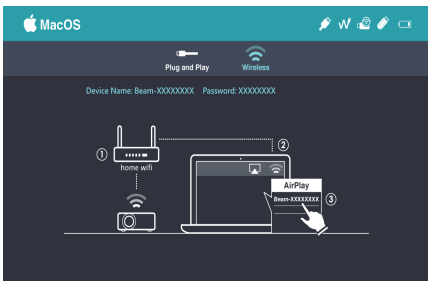 MacOS
Plug and Play
Wireless
Device Name: Beam-XXXXXXXX Password: XXXXXXXX
①
home wifi
②
AirPlay
Beam-XXXXXXXX
③